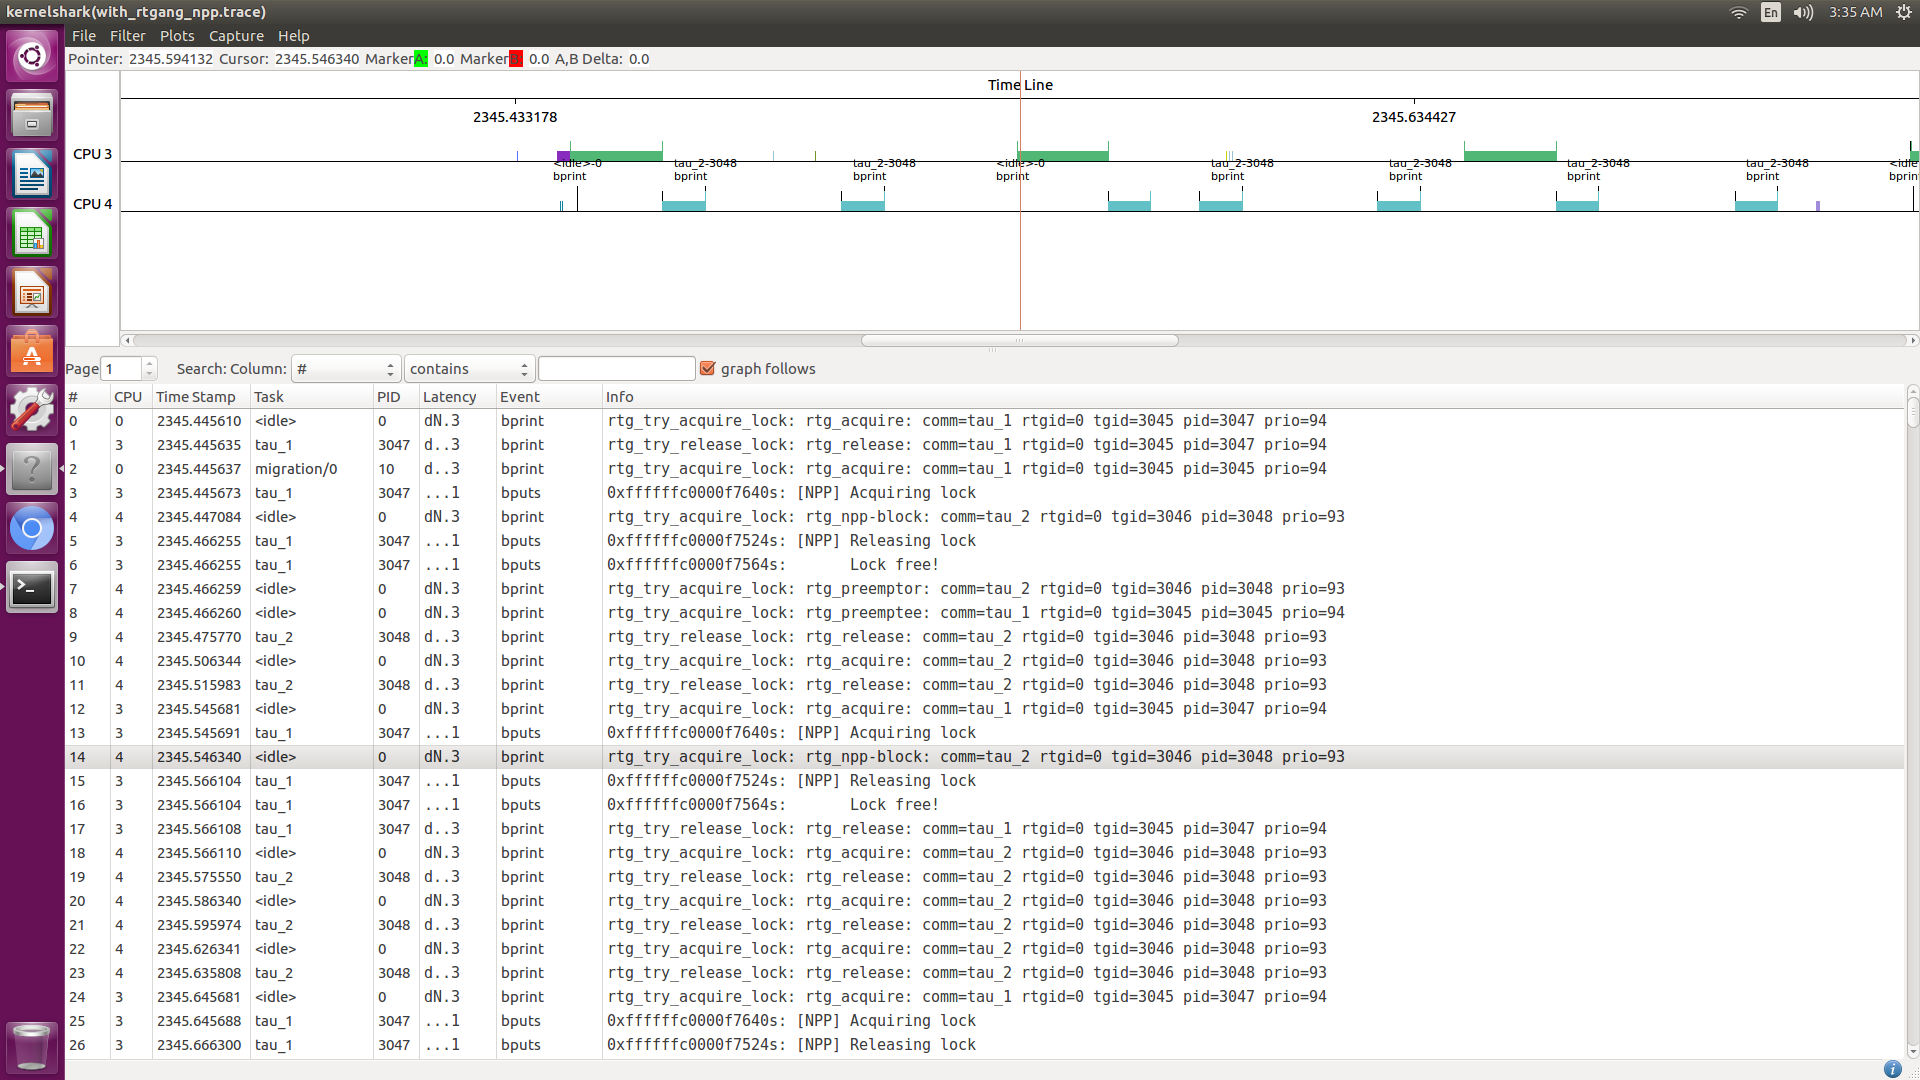 kernelshark(with_rtgang_npp.trace)
En
3:35 AM
File Filter Plots Capture Help
Pointer: 2345.594132 Cursor: 2345.546340 Marker A: 0.0 Marker 0.0 A,B Delta: 0.0
Time Line
2345.433178 2345.634427
CPU 3
<idle>-0 tau_2-3048 tau_2-3048 <idle>-0 tau_2-3048 tau_2-3048 tau_2-3048 tau_2-3048 <idle
bprint bprint bprint bprint bprint bprint bprint bprint bprin
CPU 4
Page 1 Search: Column: # contains graph follows
# CPU Time Stamp Task PID Latency Event Info
0 0 2345.445610 <idle> 0 dN.3 bprint rtg_try_acquire_lock: rtg_acquire: comm=tau_1 rtgid=0 tgid=3045 pid=3047 prio=94
1 3 2345.445635 tau_1 3047 d..3 bprint rtg_try_release_lock: rtg_release: comm=tau_1 rtgid=0 tgid=3045 pid=3047 prio=94
2 0 2345.445637 migration/0 10 d..3 bprint rtg_try_acquire_lock: rtg_acquire: comm=tau_1 rtgid=0 tgid=3045 pid=3045 prio=94
3 3 2345.445673 tau_1 3047 ...1 bputs 0xffffffc0000f7640s: [NPP] Acquiring lock
4 4 2345.447084 <idle> 0 dN.3 bprint rtg_try_acquire_lock: rtg_npp-block: comm=tau_2 rtgid=0 tgid=3046 pid=3048 prio=93
5 3 2345.466255 tau_1 3047 ...1 bputs 0xffffffc0000f7524s: [NPP] Releasing lock
6 3 2345.466255 tau_1 3047 ...1 bputs 0xffffffc0000f7564s: Lock free!
7 4 2345.466259 <idle> 0 dN.3 bprint rtg_try_acquire_lock: rtg_preemptor: comm=tau_2 rtgid=0 tgid=3046 pid=3048 prio=93
8 4 2345.466260 <idle> 0 dN.3 bprint rtg_try_acquire_lock: rtg_preemptee: comm=tau_1 rtgid=0 tgid=3045 pid=3045 prio=94
9 4 2345.475770 tau_2 3048 d..3 bprint rtg_try_release_lock: rtg_release: comm=tau_2 rtgid=0 tgid=3046 pid=3048 prio=93
10 4 2345.506344 <idle> 0 dN.3 bprint rtg_try_acquire_lock: rtg_acquire: comm=tau_2 rtgid=0 tgid=3046 pid=3048 prio=93
11 4 2345.515983 tau_2 3048 d..3 bprint rtg_try_release_lock: rtg_release: comm=tau_2 rtgid=0 tgid=3046 pid=3048 prio=93
12 3 2345.545681 <idle> 0 dN.3 bprint rtg_try_acquire_lock: rtg_acquire: comm=tau_1 rtgid=0 tgid=3045 pid=3047 prio=94
13 3 2345.545691 tau_1 3047 ...1 bputs 0xffffffc0000f7640s: [NPP] Acquiring lock
14 4 2345.546340 <idle> 0 dN.3 bprint rtg_try_acquire_lock: rtg_npp-block: comm=tau_2 rtgid=0 tgid=3046 pid=3048 prio=93
15 3 2345.566104 tau_1 3047 ...1 bputs 0xffffffc0000f7524s: [NPP] Releasing lock
16 3 2345.566104 tau_1 3047 ...1 bputs 0xffffffc0000f7564s: Lock free!
17 3 2345.566108 tau_1 3047 d..3 bprint rtg_try_release_lock: rtg_release: comm=tau_1 rtgid=0 tgid=3045 pid=3047 prio=94
18 4 2345.566110 <idle> 0 dN.3 bprint rtg_try_acquire_lock: rtg_acquire: comm=tau_2 rtgid=0 tgid=3046 pid=3048 prio=93
19 4 2345.575550 tau_2 3048 d..3 bprint rtg_try_release_lock: rtg_release: comm=tau_2 rtgid=0 tgid=3046 pid=3048 prio=93
20 4 2345.586340 <idle> 0 dN.3 bprint rtg_try_acquire_lock: rtg_acquire: comm=tau_2 rtgid=0 tgid=3046 pid=3048 prio=93
21 4 2345.595974 tau_2 3048 d..3 bprint rtg_try_release_lock: rtg_release: comm=tau_2 rtgid=0 tgid=3046 pid=3048 prio=93
22 4 2345.626341 <idle> 0 dN.3 bprint rtg_try_acquire_lock: rtg_acquire: comm=tau_2 rtgid=0 tgid=3046 pid=3048 prio=93
23 4 2345.635808 tau_2 3048 d..3 bprint rtg_try_release_lock: rtg_release: comm=tau_2 rtgid=0 tgid=3046 pid=3048 prio=93
24 3 2345.645681 <idle> 0 dN.3 bprint rtg_try_acquire_lock: rtg_acquire: comm=tau_1 rtgid=0 tgid=3045 pid=3047 prio=94
25 3 2345.645688 tau_1 3047 ...1 bputs 0xffffffc0000f7640s: [NPP] Acquiring lock
26 3 2345.666300 tau_1 3047 ...1 bputs 0xffffffc0000f7524s: [NPP] Releasing lock